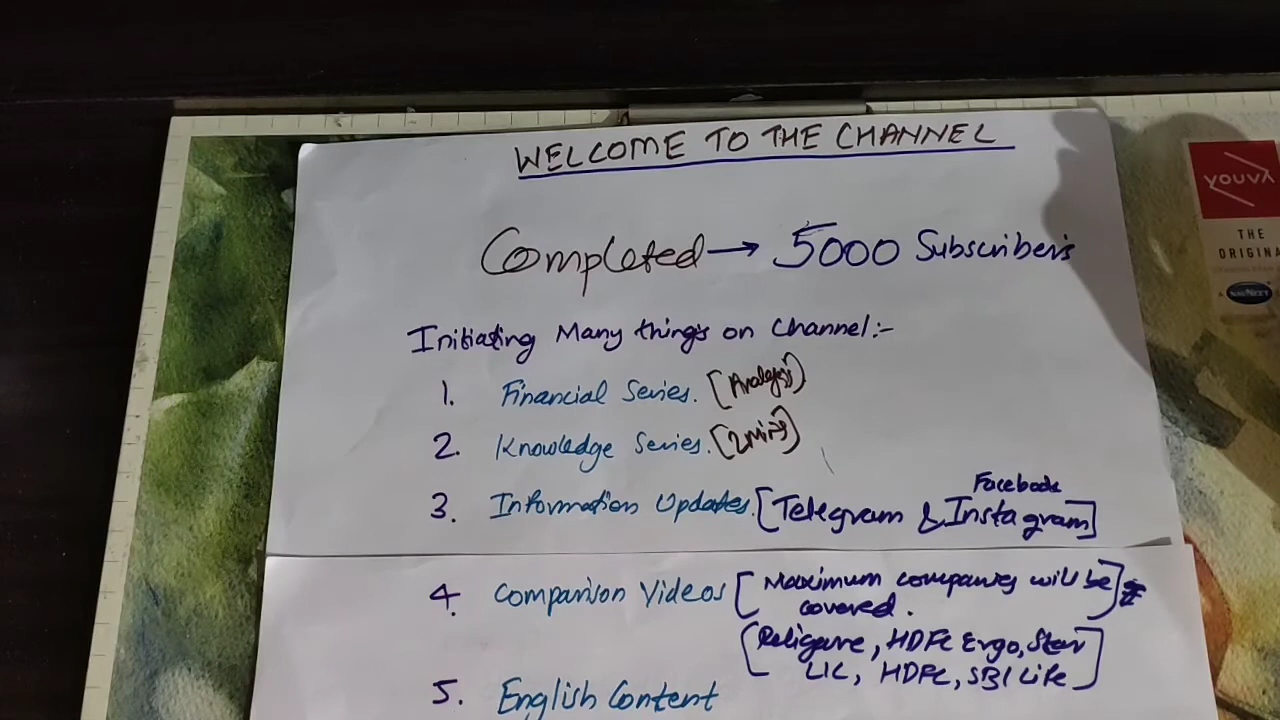 WELCOME TO THE CHANNEL
Completed → 5000 Subscribers
Initiating Many things on Channel:-
1. Financial Series. [Analysis]
2. Knowledge Series. [2 Mins]
Facebook
3. Information Updates. [Telegram & Instagram]
4. Comparison Videos [Maximum companies will be
covered.]
[Religare, HDFC Ergo, Star
LIC, HDFC, SBI Life]
5. English Content
YOUVA
THE
ORIGINA
NAVNEET